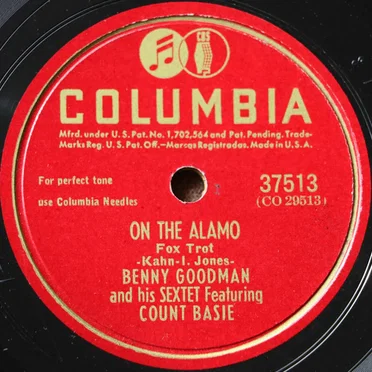 CBS
COLUMBIA
Mfrd. under U.S. Pat. No. 1,702,564 and Pat. Pending. Trade-
Marks Reg. U.S. Pat. Off.—Marcas Registradas. Made in U.S.A.
For perfect tone
use Columbia Needles
37513
(CO 29513)
ON THE ALAMO
Fox Trot
-Kahn-I. Jones-
BENNY GOODMAN
and his SEXTET Featuring
COUNT BASIE